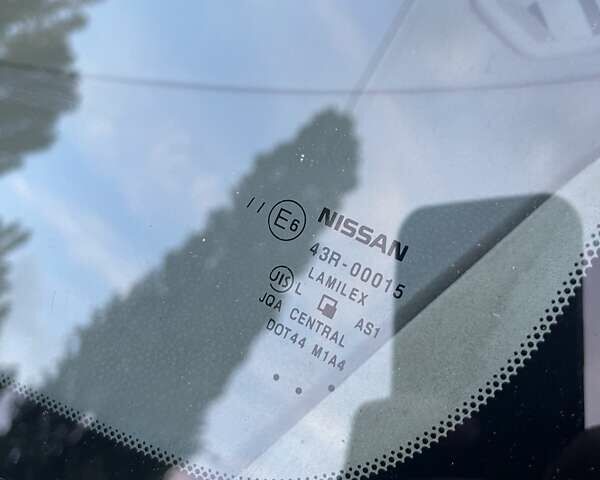 // E6 NISSAN
43R-00015
JIS L LAMILEX
JQA CENTRAL AS1
DOT44 M1A4